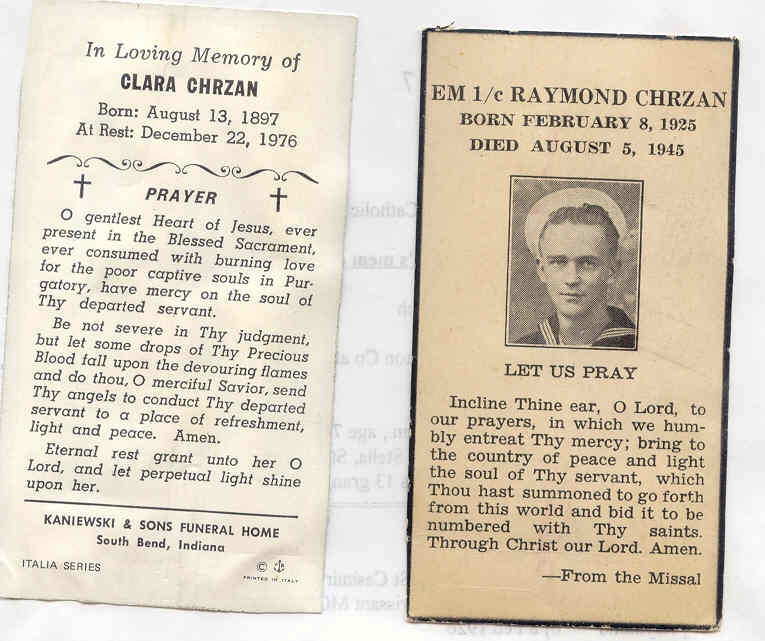 In Loving Memory of
CLARA CHRZAN
Born: August 13, 1897
At Rest: December 22, 1976
PRAYER
O gentlest Heart of Jesus, ever
present in the Blessed Sacrament,
ever consumed with burning love
for the poor captive souls in Pur-
gatory, have mercy on the soul of
Thy departed servant.
Be not severe in Thy judgment,
but let some drops of Thy Precious
Blood fall upon the devouring flames
and do thou, O merciful Savior, send
Thy angels to conduct Thy departed
servant to a place of refreshment,
light and peace. Amen.
Eternal rest grant unto her O
Lord, and let perpetual light shine
upon her.
KANIEWSKI & SONS FUNERAL HOME
South Bend, Indiana
ITALIA SERIES
©
PRINTED IN ITALY
EM 1/c RAYMOND CHRZAN
BORN FEBRUARY 8, 1925
DIED AUGUST 5, 1945
LET US PRAY
Incline Thine ear, O Lord, to
our prayers, in which we hum-
bly entreat Thy mercy; bring to
the country of peace and light
the soul of Thy servant, which
Thou hast summoned to go forth
from this world and bid it to be
numbered with Thy saints.
Through Christ our Lord. Amen.
—From the Missal